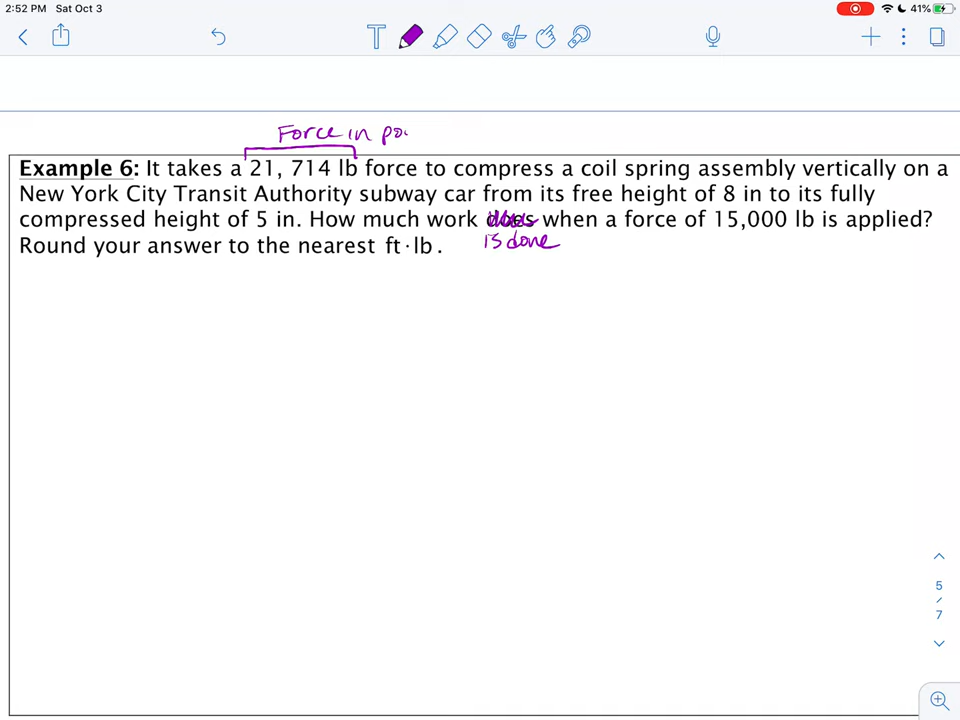 2:52 PM Sat Oct 3
41%
T
Force in po
Example 6: It takes a 21, 714 lb force to compress a coil spring assembly vertically on a
New York City Transit Authority subway car from its free height of 8 in to its fully
compressed height of 5 in. How much work does when a force of 15,000 lb is applied?
is done
Round your answer to the nearest ft·lb.
5
/
7